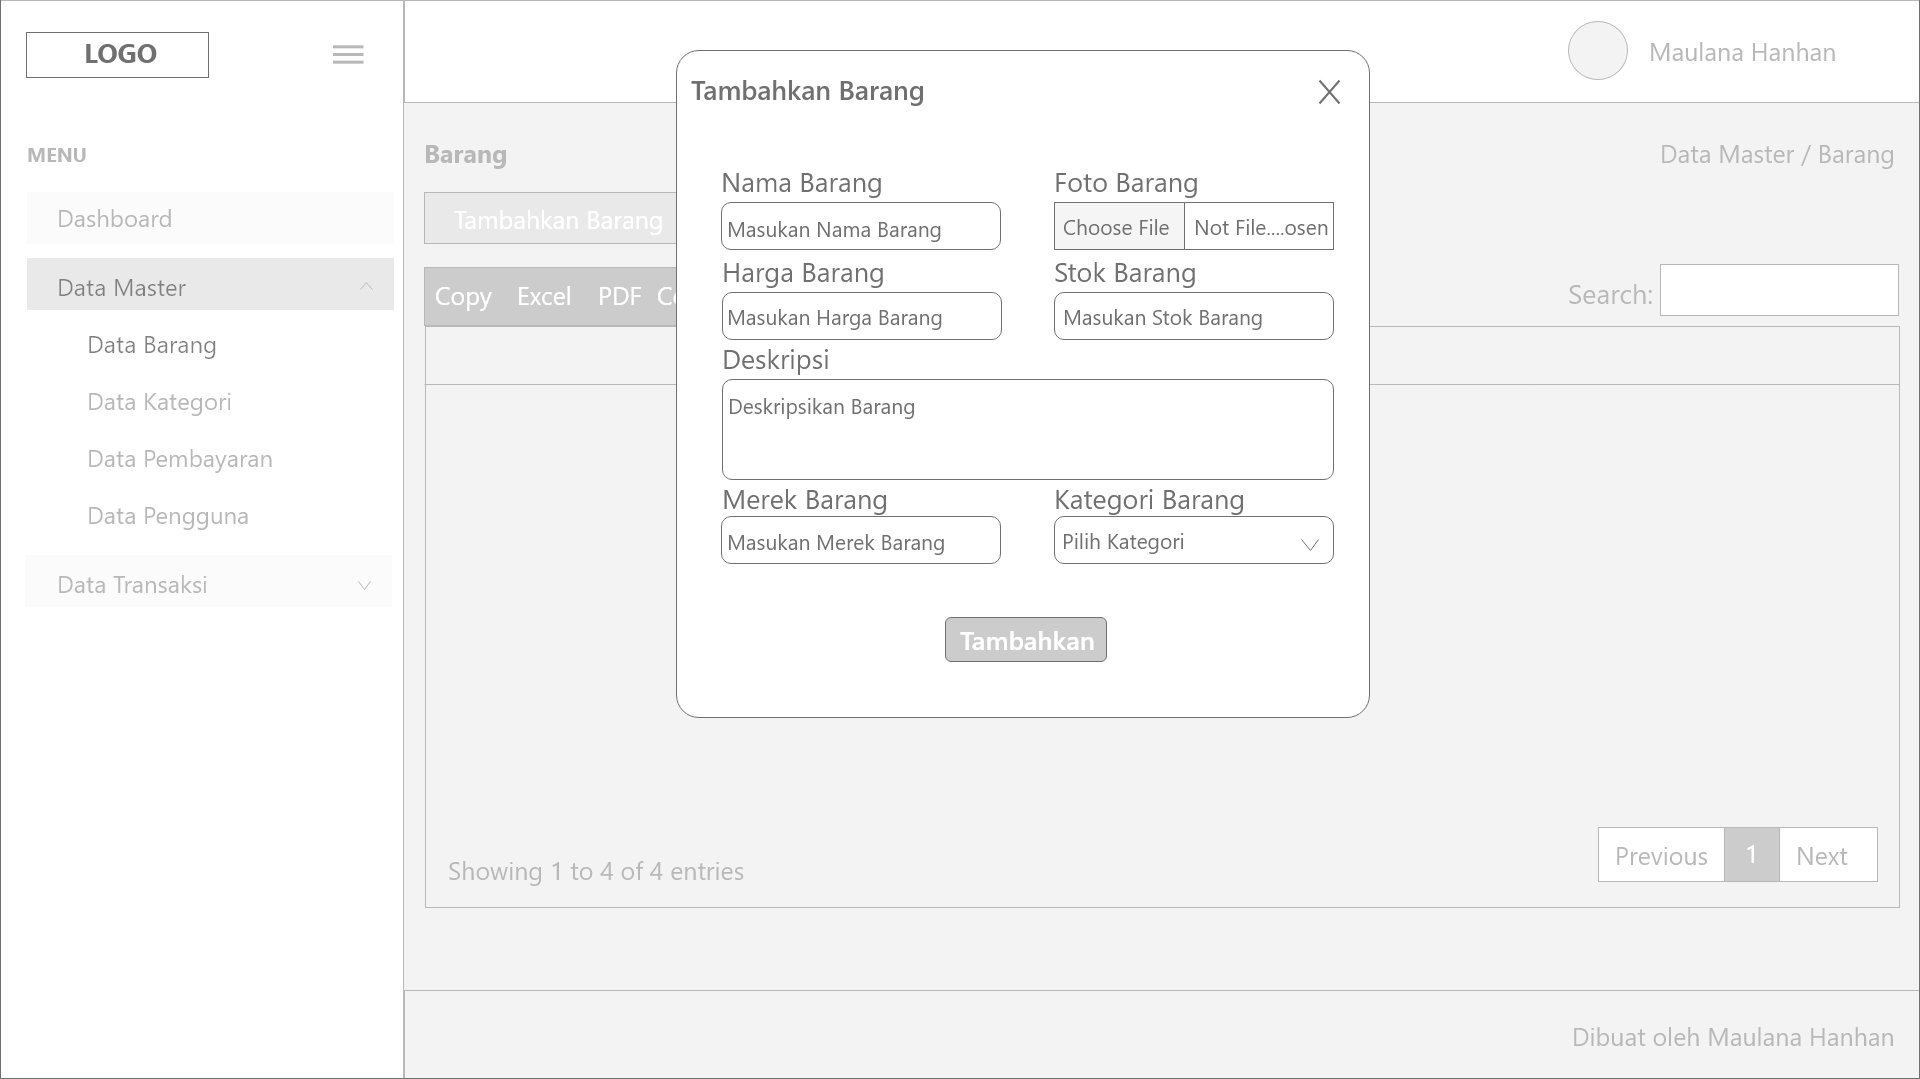 LOGO
Maulana Hanhan
MENU
Dashboard
Data Master
Data Barang
Data Kategori
Data Pembayaran
Data Pengguna
Data Transaksi
Barang
Data Master / Barang
Tambahkan Barang
Copy Excel PDF
Search:
Tambahkan Barang
X
Nama Barang
Masukan Nama Barang
Foto Barang
Choose File Not File....osen
Harga Barang
Masukan Harga Barang
Stok Barang
Masukan Stok Barang
Deskripsi
Deskripsikan Barang
Merek Barang
Masukan Merek Barang
Kategori Barang
Pilih Kategori
Tambahkan
Showing 1 to 4 of 4 entries
Previous 1 Next
Dibuat oleh Maulana Hanhan